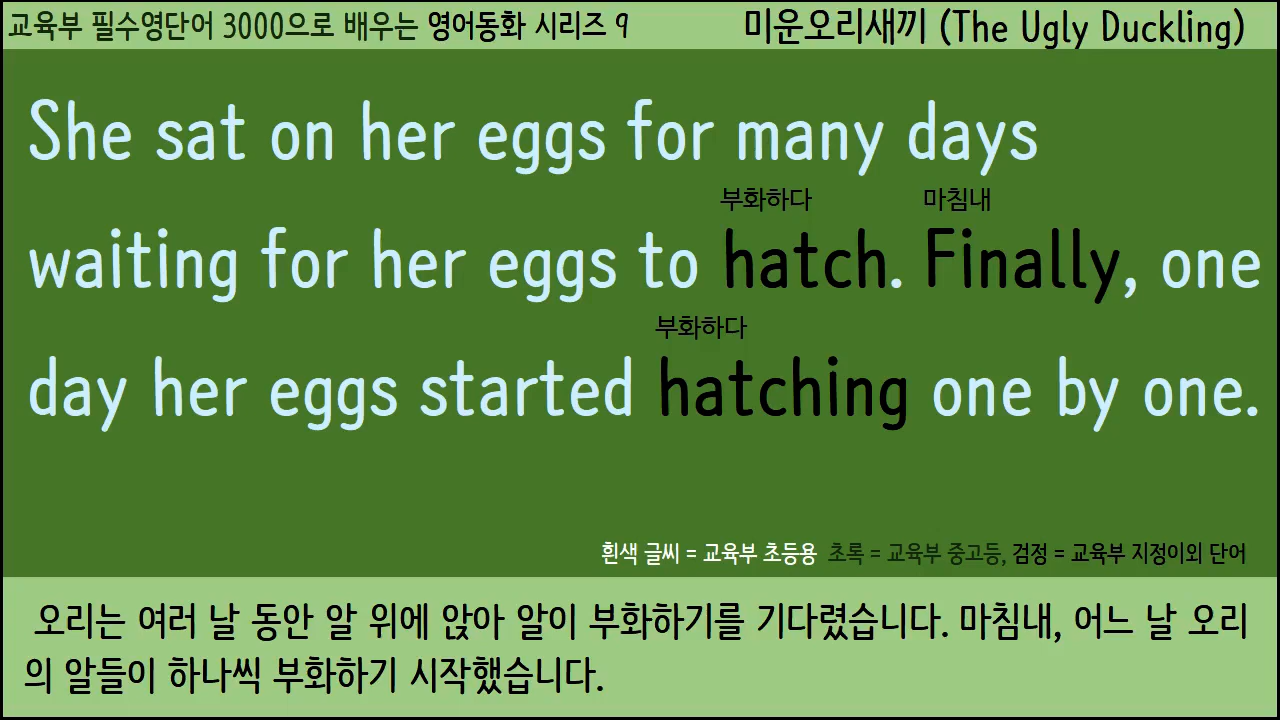 교육부 필수영단어 3000으로 배우는 영어동화 시리즈 9
미운오리새끼 (The Ugly Duckling)
She sat on her eggs for many days
부화하다 마침내
waiting for her eggs to hatch. Finally, one
부화하다
day her eggs started hatching one by one.
흰색 글씨 = 교육부 초등용 초록 = 교육부 중고등, 검정 = 교육부 지정이외 단어
오리는 여러 날 동안 알 위에 앉아 알이 부화하기를 기다렸습니다. 마침내, 어느 날 오리
의 알들이 하나씩 부화하기 시작했습니다.